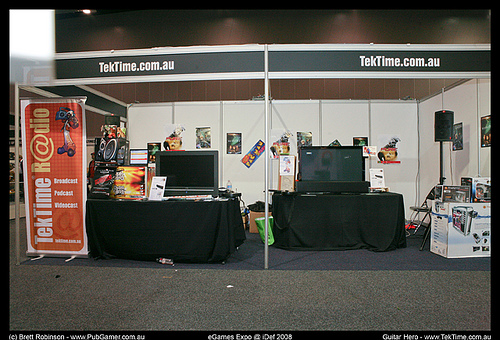 TekTime.com.au
TekTime.com.au
TekTime R@dio
Broadcast
Podcast
Videocast
(c) Brett Robinson - www.PubGamer.com.au
eGames Expo @ iDef 2008
Guitar Hero - www.TekTime.com.au